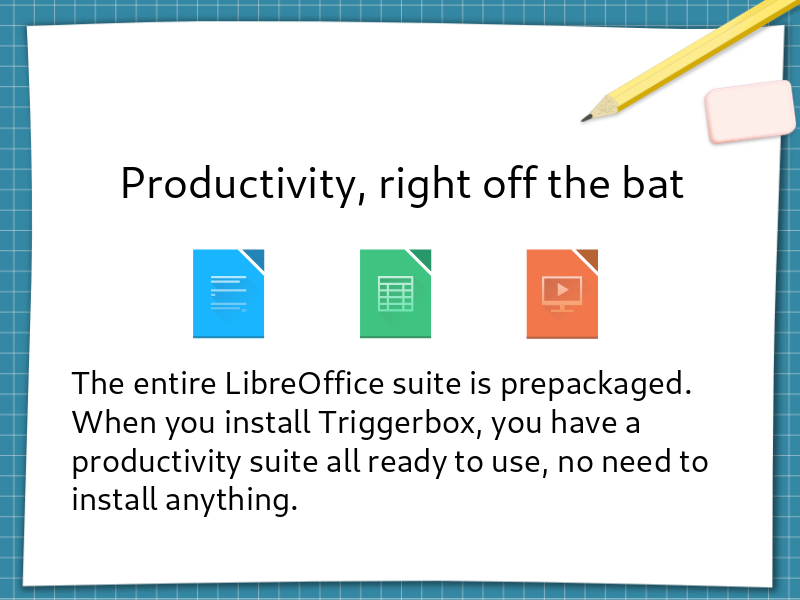 Productivity, right off the bat
The entire LibreOffice suite is prepackaged.
When you install Triggerbox, you have a
productivity suite all ready to use, no need to
install anything.